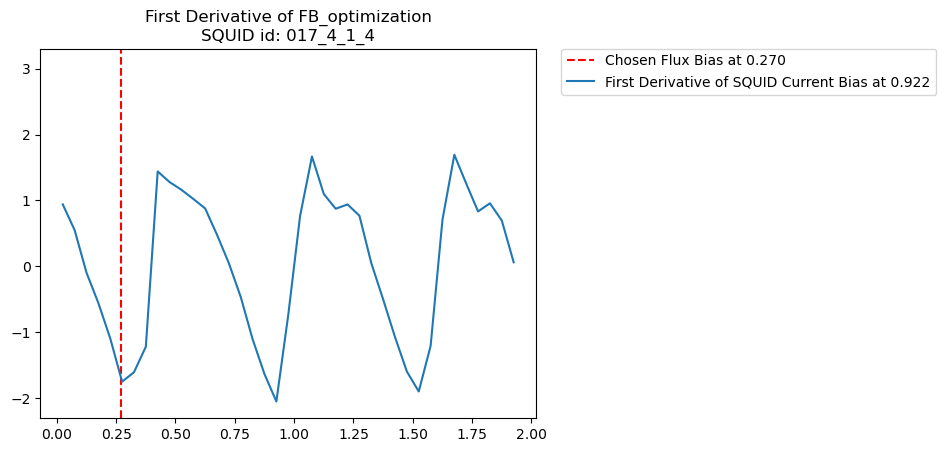 First Derivative of FB_optimization
SQUID id: 017_4_1_4
Chosen Flux Bias at 0.270
First Derivative of SQUID Current Bias at 0.922
3
2
1
0
−1
−2
0.00 0.25 0.50 0.75 1.00 1.25 1.50 1.75 2.00